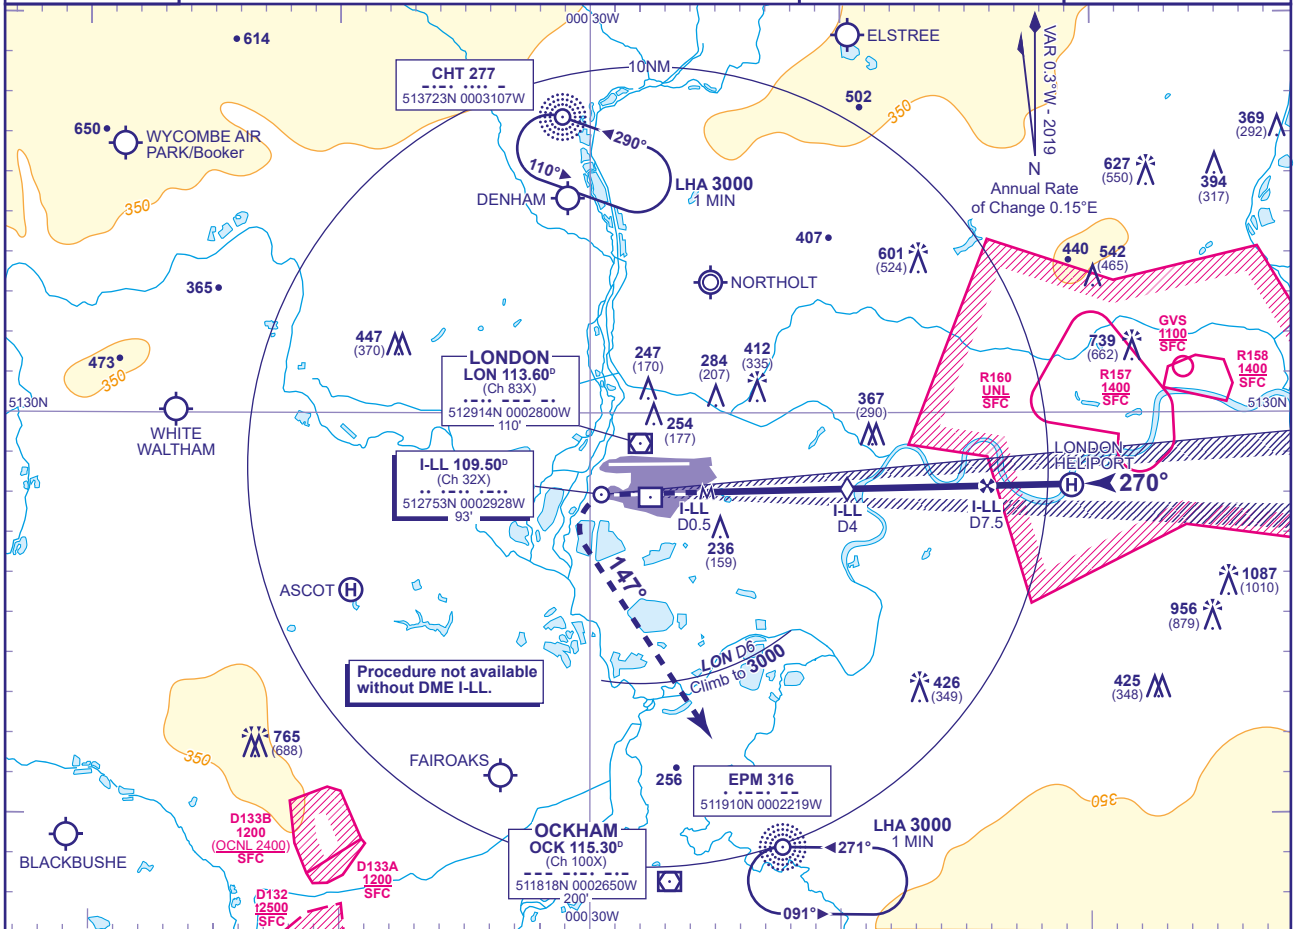 000 30W
614
ELSTREE
VAR 0.3°W - 2019
10NM
CHT 277
513723N 0003107W
502
350
369
(292)
650
WYCOMBE AIR
PARK/Booker
290°
N
627
(550)
394
(317)
110°
LHA 3000
1 MIN
Annual Rate
of Change 0.15°E
DENHAM
350
407
601
(524)
440
542
(465)
365
NORTHOLT
447
(370)
GVS
1100
SFC
739
(662)
LONDON
LON 113.60ᴰ
(Ch 83X)
512914N 0002800W
110'
247
(170)
284
(207)
412
(335)
R158
1400
SFC
473
350
R160
UNL
SFC
R157
1400
SFC
5130N
5130N
367
(290)
254
(177)
WHITE
WALTHAM
LONDON
HELIPORT
I-LL 109.50ᴰ
(Ch 32X)
512753N 0002928W
93'
H
270°
I-LL
D0.5
I-LL
D4
I-LL
D7.5
236
(159)
147°
ASCOT
H
1087
(1010)
956
(879)
LON D6
Climb to 3000
Procedure not available
without DME I-LL.
426
(349)
425
(348)
765
(688)
350
FAIROAKS
256
EPM 316
511910N 0002219W
350
D133B
1200
(OCNL 2400)
SFC
OCKHAM
OCK 115.30ᴰ
(Ch 100X)
511818N 0002650W
200'
LHA 3000
1 MIN
271°
BLACKBUSHE
D133A
1200
SFC
D132
2500
SFC
091°
000 30W